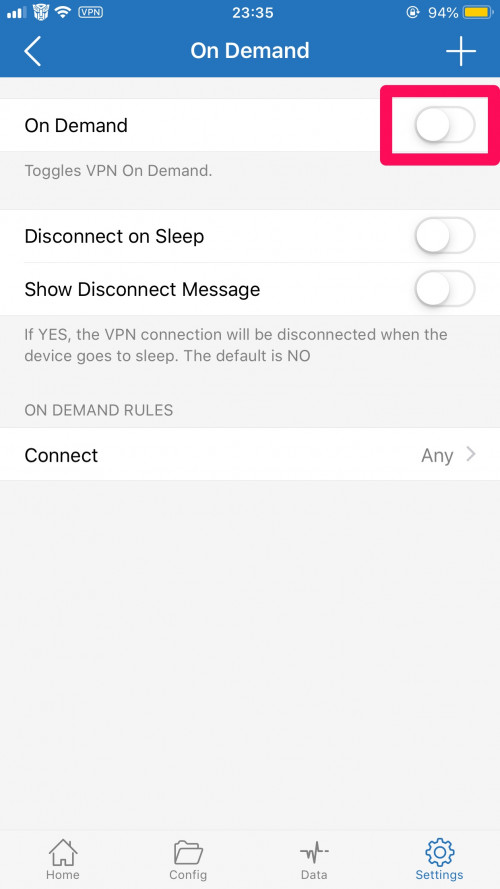 VPN 23:35 94%
On Demand
On Demand
Toggles VPN On Demand.
Disconnect on Sleep
Show Disconnect Message
If YES, the VPN connection will be disconnected when the
device goes to sleep. The default is NO
ON DEMAND RULES
Connect Any
Home Config Data Settings